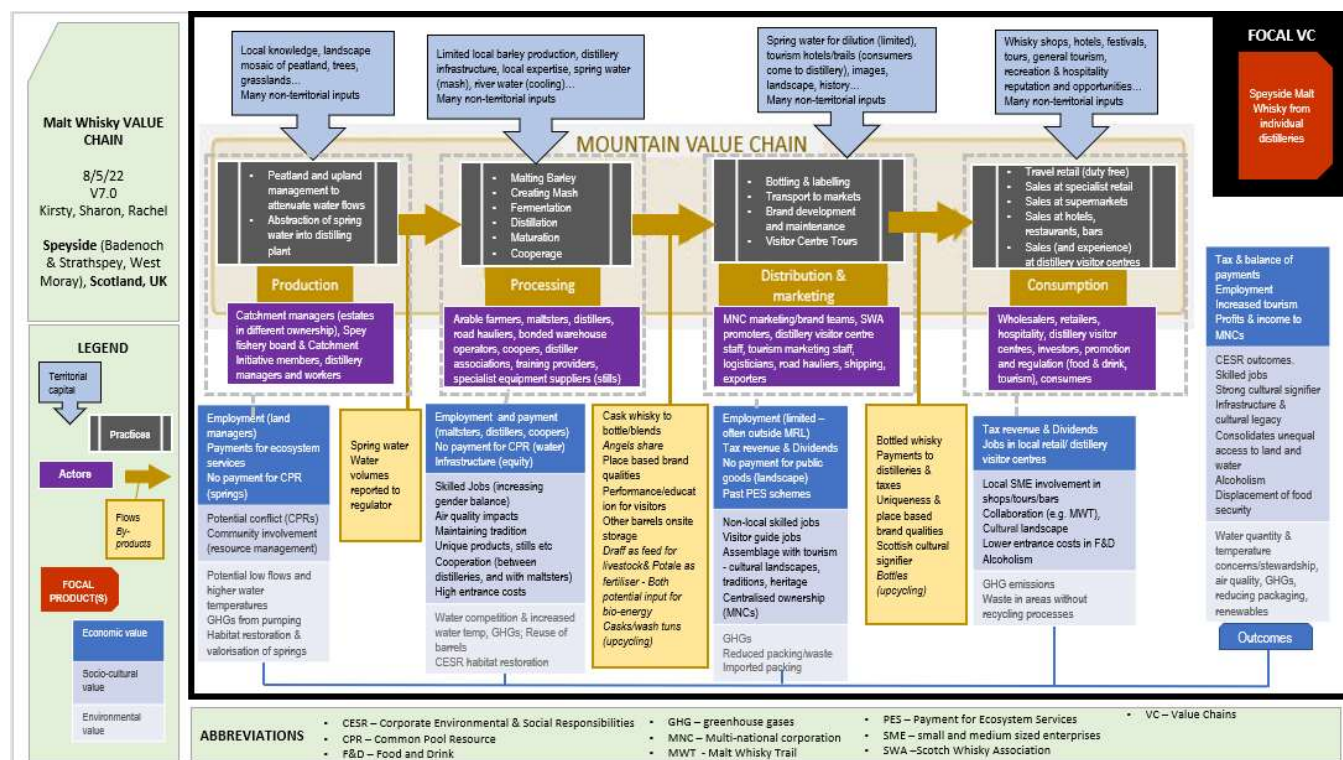 Malt Whisky VALUE
CHAIN
8/5/22
V7.0
Kirsty, Sharon, Rachel
Speyside (Badenoch
& Strathspey, West
Moray), Scotland, UK
LEGEND
Territorial
capital
Practices
Actors
Flows
By-
products
FOCAL
PRODUCT(S)
Economic value
Socio-cultural
value
Environmental
value
Local knowledge, landscape
mosaic of peatland, trees,
grasslands…
Many non-territorial inputs
Limited local barley production, distillery
infrastructure, local expertise, spring water
(mash), river water (cooling)…
Many non-territorial inputs
Spring water for dilution (limited),
tourism hotels/trails (consumers
come to distillery), images,
landscape, history…
Many non-territorial inputs
Whisky shops, hotels, festivals,
tours, general tourism,
recreation & hospitality
reputation and opportunities…
Many non-territorial inputs
FOCAL VC
Speyside Malt
Whisky from
individual
distilleries
MOUNTAIN VALUE CHAIN
• Peatland and upland
management to
attenuate water flows
• Abstraction of spring
water into distilling
plant
Production
Catchment managers (estates
in different ownership), Spey
fishery board & Catchment
Initiative members, distillery
managers and workers
• Malting Barley
• Creating Mash
• Fermentation
• Distillation
• Maturation
• Cooperage
Processing
Arable farmers, maltsters, distillers,
road hauliers, bonded warehouse
operators, coopers, distiller
associations, training providers,
specialist equipment suppliers (stills)
• Bottling & labelling
• Transport to markets
• Brand development
and maintenance
• Visitor Centre Tours
Distribution &
marketing
MNC marketing/brand teams, SWA
promoters, distillery visitor centre
staff, tourism marketing staff,
logisticians, road hauliers, shipping,
exporters
• Travel retail (duty free)
• Sales at specialist retail
• Sales at supermarkets
• Sales at hotels,
restaurants, bars
• Sales (and experience)
at distillery visitor centres
Consumption
Wholesalers, retailers,
hospitality, distillery visitor
centres, investors, promotion
and regulation (food & drink,
tourism), consumers
Employment (land
managers)
Payments for ecosystem
services
No payment for CPR
(springs)
Potential conflict (CPRs)
Community involvement
(resource management)
Potential low flows and
higher water
temperatures
GHGs from pumping
Habitat restoration &
valorisation of springs
Spring water
Water
volumes
reported to
regulator
Employment and payment
(maltsters, distillers, coopers)
No payment for CPR (water)
Infrastructure (equity)
Skilled Jobs (increasing
gender balance)
Air quality impacts
Maintaining tradition
Unique products, stills etc
Cooperation (between
distilleries, and with maltsters)
High entrance costs
Water competition & increased
water temp, GHGs; Reuse of
barrels
CESR habitat restoration
Cask whisky to
bottle/blends
Angels share
Place based brand
qualities
Performance/educat
ion for visitors
Other barrels onsite
storage
Draff as feed for
livestock& Potale as
fertiliser - Both
potential input for
bio-energy
Casks/wash tuns
(upcycling)
Employment (limited –
often outside MRL)
Tax revenue & Dividends
No payment for public
goods (landscape)
Past PES schemes
Non-local skilled jobs
Visitor guide jobs
Assemblage with tourism
- cultural landscapes,
traditions, heritage
Centralised ownership
(MNCs)
GHGs
Reduced packing/waste
Imported packing
Bottled whisky
Payments to
distilleries &
taxes
Uniqueness &
place based
brand qualities
Scottish cultural
signifier
Bottles
(upcycling)
Tax revenue & Dividends
Jobs in local retail/ distillery
visitor centres
Local SME involvement in
shops/tours/bars
Collaboration (e.g. MWT),
Cultural landscape
Lower entrance costs in F&D
Alcoholism
GHG emissions
Waste in areas without
recycling processes
Tax & balance of
payments
Employment
Increased tourism
Profits & income to
MNCs
CESR outcomes.
Skilled jobs
Strong cultural signifier
Infrastructure &
cultural legacy
Consolidates unequal
access to land and
water
Alcoholism
Displacement of food
security
Water quantity &
temperature
concerns/stewardship,
air quality, GHGs,
reducing packaging,
renewables
Outcomes
ABBREVIATIONS
• CESR – Corporate Environmental & Social Responsibilities
• CPR – Common Pool Resource
• F&D – Food and Drink
• GHG – greenhouse gases
• MNC – Multi-national corporation
• MWT - Malt Whisky Trail
• PES – Payment for Ecosystem Services
• SME – small and medium sized enterprises
• SWA –Scotch Whisky Association
• VC – Value Chains